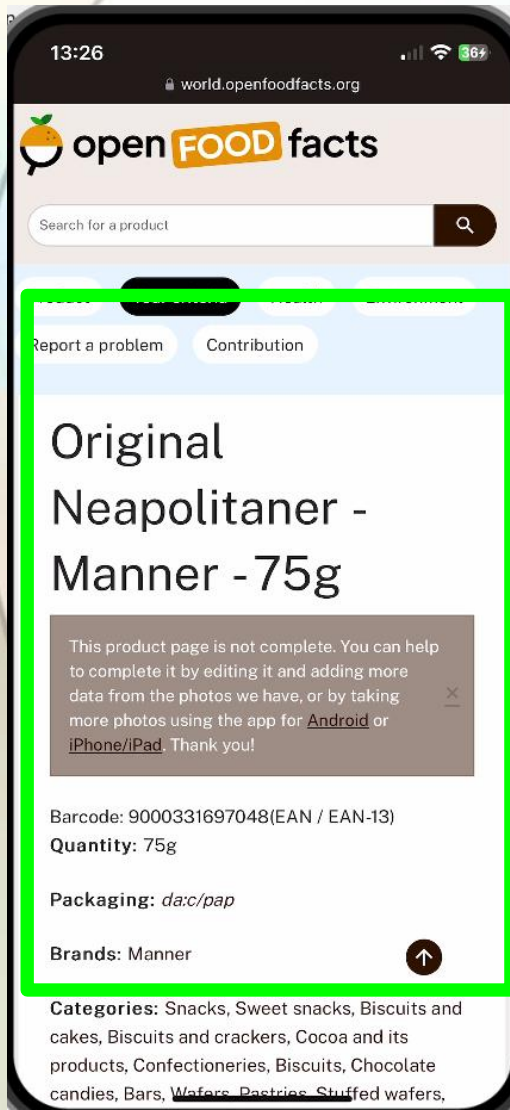 13:26
36
world.openfoodfacts.org
open FOOD facts
Search for a product
Report a problem
Contribution
Original
Neapolitaner -
Manner - 75g
This product page is not complete. You can help
to complete it by editing it and adding more
data from the photos we have, or by taking
more photos using the app for Android or
iPhone/iPad. Thank you!
×
Barcode: 9000331697048(EAN / EAN-13)
Quantity: 75g
Packaging: da:c/pap
Brands: Manner
Categories: Snacks, Sweet snacks, Biscuits and
cakes, Biscuits and crackers, Cocoa and its
products, Confectioneries, Biscuits, Chocolate
candies, Bars, Wafers, Pastries, Stuffed wafers,